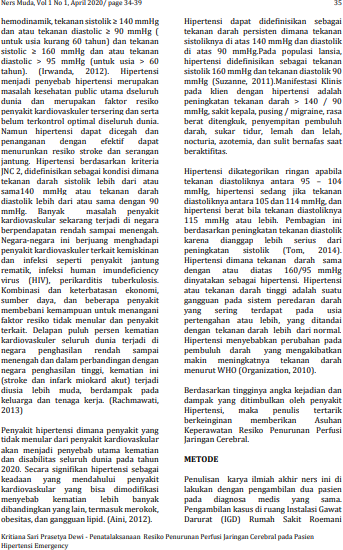 Ners Muda, Vol 1 No 1, April 2020/ page 34-39
35
hemodinamik, tekanan sistolik ≥ 140 mmHg
dan atau tekanan diastolic ≥ 90 mmHg (
untuk usia kurang 60 tahun) dan tekanan
sistolic ≥ 160 mmHg dan atau tekanan
diastolic > 95 mmHg (untuk usia > 60
tahun). (Irwanda, 2012). Hipertensi
menjadi penyebab hipertensi merupakan
masalah kesehatan public utama diseluruh
dunia dan merupakan faktor resiko
penyakit kardiovaskuler tersering dan serta
belum terkontrol optimal diseluruh dunia.
Namun hipertensi dapat dicegah dan
penanganan dengan efektif dapat
menurunkan resiko stroke dan serangan
jantung. Hipertensi berdasarkan kriteria
JNC 2, didefinisikan sebagai kondisi dimana
tekanan darah sistolik lebih dari atau
sama140 mmHg atau tekanan darah
diastolik lebih dari atau sama dengan 90
mmHg. Banyak masalah penyakit
kardiovaskuler sekarang terjadi di negara
berpendapatan rendah sampai menengah.
Negara-negara ini berjuang menghadapi
penyakit kardiovaskuler terkait kemiskinan
dan infeksi seperti penyakit jantung
rematik, infeksi human imundeficiency
virus (HIV), perikarditis tuberkulosis.
Kombinasi dan keterbatasan ekonomi,
sumber daya, dan beberapa penyakit
membebani kemampuan untuk menangani
faktor resiko tidak menular dan penyakit
terkait. Delapan puluh persen kematian
kardiovaskuler seluruh dunia terjadi di
negara penghasilan rendah sampai
menengah dan dalam perbandingan dengan
negara penghasilan tinggi, kematian ini
(stroke dan infark miokard akut) terjadi
diusia lebih muda, berdampak pada
keluarga dan tenaga kerja. (Rachmawati,
2013)
Penyakit hipertensi dimana penyakit yang
tidak menular dari penyakit kardiovaskular
akan menjadi penyebab utama kematian
dan disabilitas seluruh dunia pada tahun
2020. Secara signifikan hipertensi sebagai
keadaan yang mendahului penyakit
kardiovaskular yang bisa dimodifikasi
menyebab kematian lebih banyak
dibandingkan yang lain, termasuk merokok,
obesitas, dan gangguan lipid. (Aini, 2012).
Hipertensi dapat didefinisikan sebagai
tekanan darah persisten dimana tekanan
sistoliknya di atas 140 mmHg dan diastolik
di atas 90 mmHg.Pada populasi lansia,
hipertensi didefinisikan sebagai tekanan
sistolik 160 mmHg dan tekanan diastolik 90
mmHg (Suzanne, 2011).Manifestasi Klinis
pada klien dengan hipertensi adalah
peningkatan tekanan darah > 140 / 90
mmHg, sakit kepala, pusing / migraine, rasa
berat ditengkuk, penyempitan pembuluh
darah, sukar tidur, lemah dan lelah,
nocturia, azotemia, dan sulit bernafas saat
beraktifitas.
Hipertensi dikategorikan ringan apabila
tekanan diastoliknya antara 95 – 104
mmHg, hipertensi sedang jika tekanan
diastoliknya antara 105 dan 114 mmHg, dan
hipertensi berat bila tekanan diastoliknya
115 mmHg atau lebih. Pembagian ini
berdasarkan peningkatan tekanan diastolik
karena dianggap lebih serius dari
peningkatan sistolik (Tom, 2014).
Hipertensi dimana tekanan darah sama
dengan atau diatas 160/95 mmHg
dinyatakan sebagai hipertensi. Hipertensi
atau tekanan darah tinggi adalah suatu
gangguan pada sistem peredaran darah
yang sering terdapat pada usia
pertengahan atau lebih, yang ditandai
dengan tekanan darah lebih dari normal.
Hipertensi menyebabkan perubahan pada
pembuluh darah yang mengakibatkan
makin meningkatnya tekanan darah
menurut WHO (Organization, 2010).
Berdasarkan tingginya angka kejadian dan
dampak yang ditimbulkan oleh penyakit
Hipertensi, maka penulis tertarik
berkeinginan memberikan Asuhan
Keperawatan Resiko Penurunan Perfusi
Jaringan Cerebral.
METODE
Penulisan karya ilmiah akhir ners ini di
lakukan dengan pengambilan dua pasien
pada diagnosa medis yang sama.
Pengambilan kasus di ruang Instalasi Gawat
Darurat (IGD) Rumah Sakit Roemani
Kritiana Sari Prasetya Dewi - Penatalaksanaan Resiko Penurunan Perfusi Jaringan Cerebral pada Pasien
Hipertensi Emergency